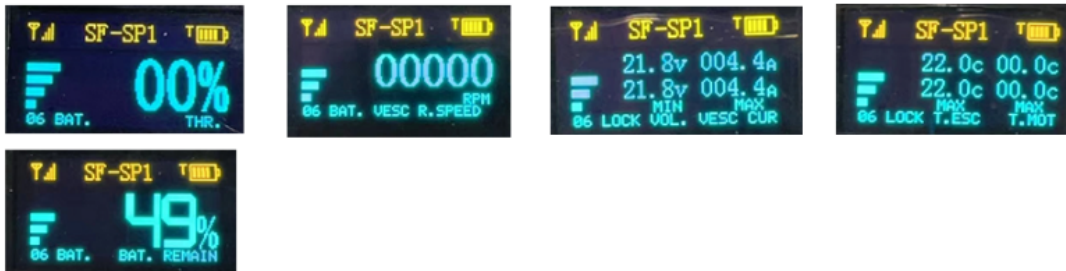 T SF-SP1 T
00%
06 BAT. THR.
T SF-SP1 T
00000
RPM
06 BAT. VESC R.SPEED
T SF-SP1 T
21.8v 004.4A
21.8v 004.4A
MIN MAX
06 LOCK VOL. VESC CUR
T SF-SP1 T
22.0c 00.0c
22.0c 00.0c
MAX MAX
06 LOCK T.ESC T.MOT
T SF-SP1 T
49%
06 BAT. BAT. REMAIN